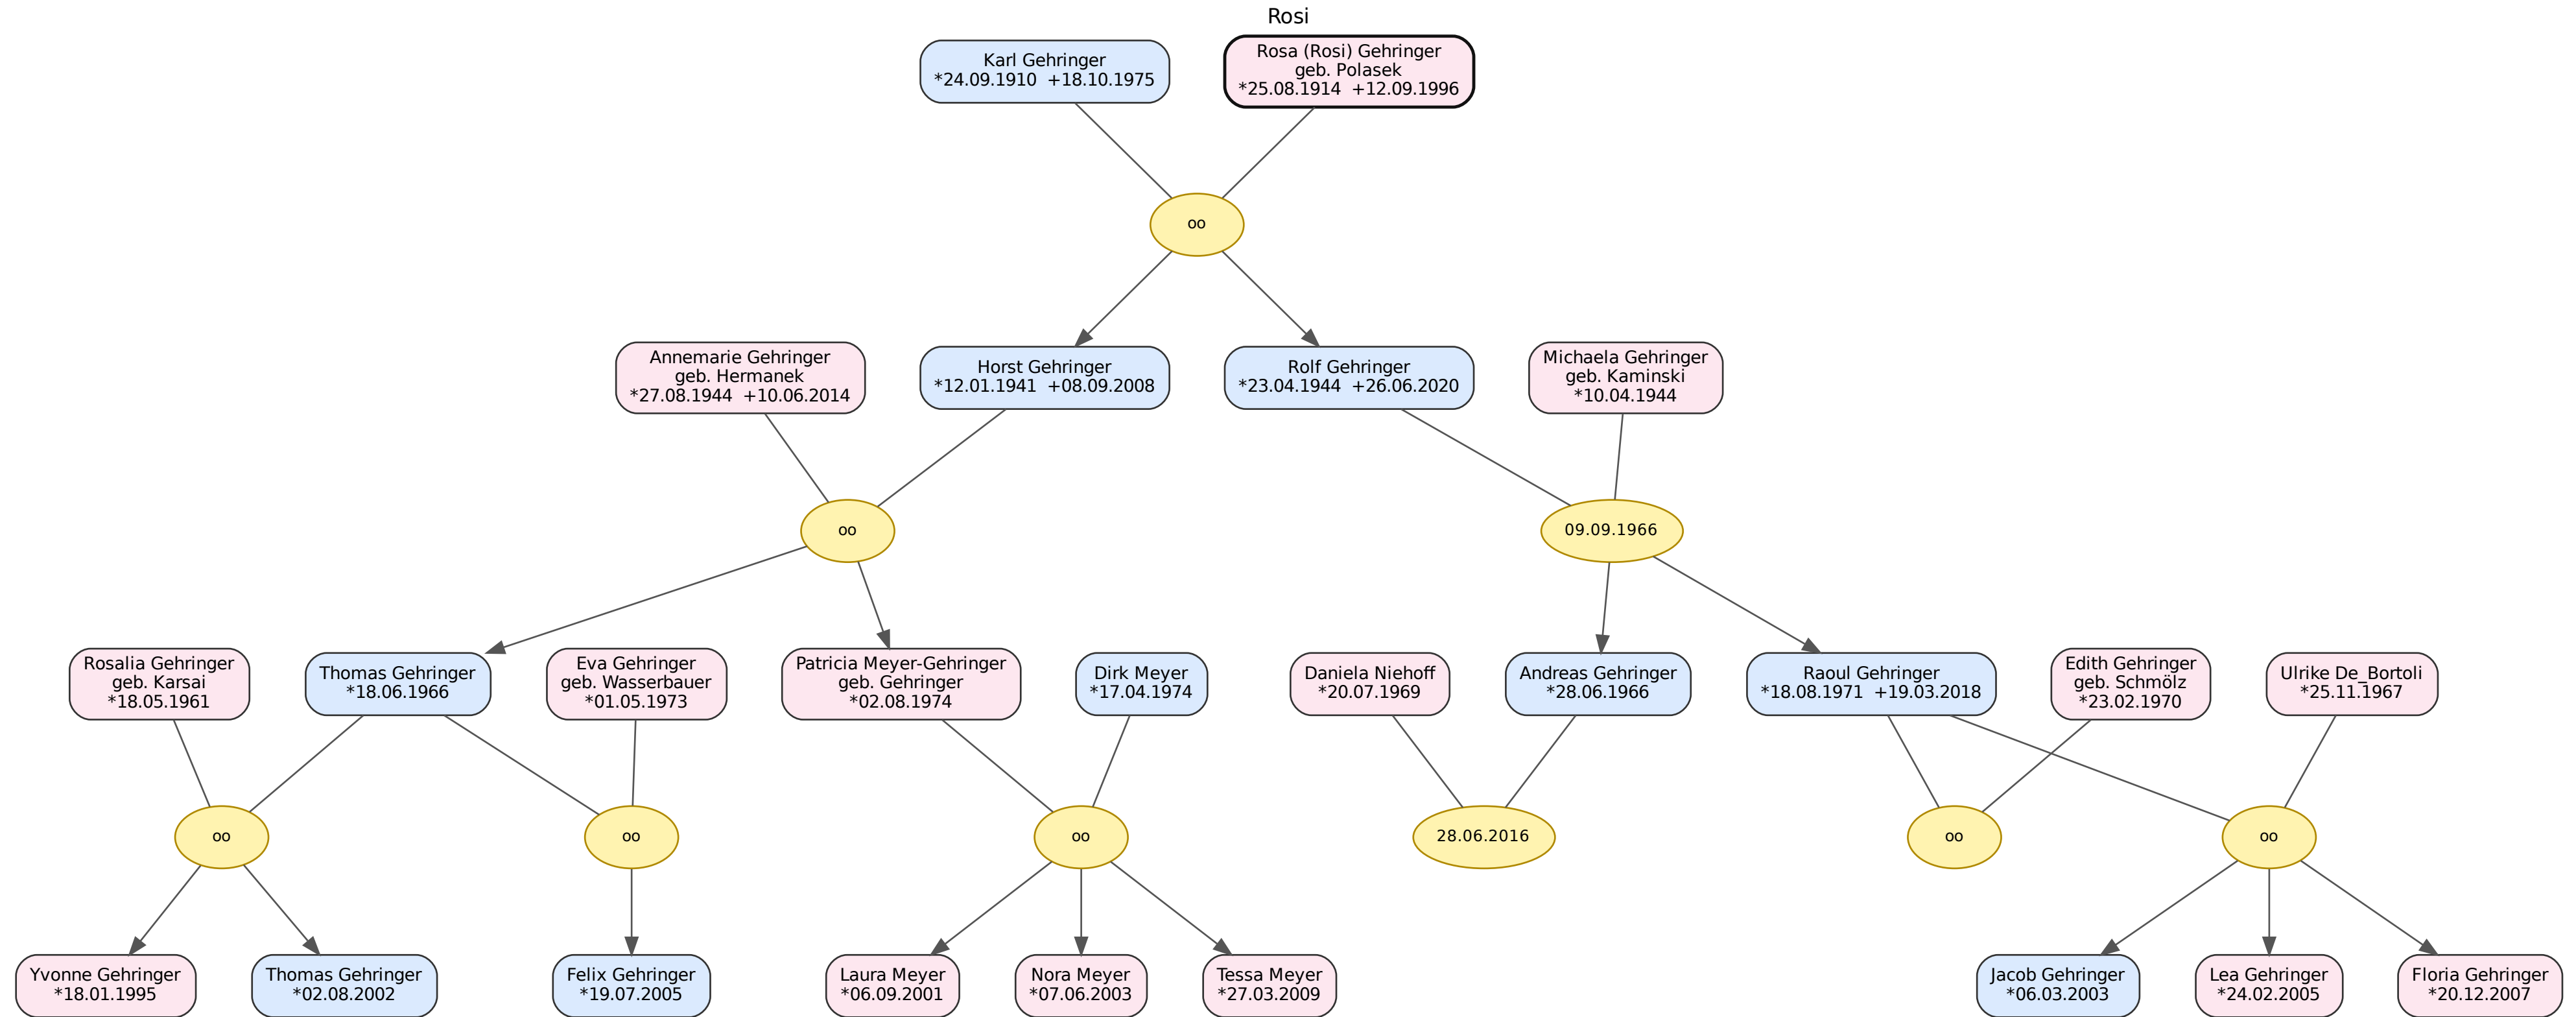 Rosi
Karl Gehringer
*24.09.1910  +18.10.1975
Rosa (Rosi) Gehringer
geb. Polasek
*25.08.1914  +12.09.1996
oo
Annemarie Gehringer
geb. Hermanek
*27.08.1944  +10.06.2014
Horst Gehringer
*12.01.1941  +08.09.2008
Rolf Gehringer
*23.04.1944  +26.06.2020
Michaela Gehringer
geb. Kaminski
*10.04.1944
oo
09.09.1966
Rosalia Gehringer
geb. Karsai
*18.05.1961
Thomas Gehringer
*18.06.1966
Eva Gehringer
geb. Wasserbauer
*01.05.1973
Patricia Meyer-Gehringer
geb. Gehringer
*02.08.1974
Dirk Meyer
*17.04.1974
Daniela Niehoff
*20.07.1969
Andreas Gehringer
*28.06.1966
Raoul Gehringer
*18.08.1971  +19.03.2018
Edith Gehringer
geb. Schmölz
*23.02.1970
Ulrike De_Bortoli
*25.11.1967
oo
oo
oo
28.06.2016
oo
oo
Yvonne Gehringer
*18.01.1995
Thomas Gehringer
*02.08.2002
Felix Gehringer
*19.07.2005
Laura Meyer
*06.09.2001
Nora Meyer
*07.06.2003
Tessa Meyer
*27.03.2009
Jacob Gehringer
*06.03.2003
Lea Gehringer
*24.02.2005
Floria Gehringer
*20.12.2007